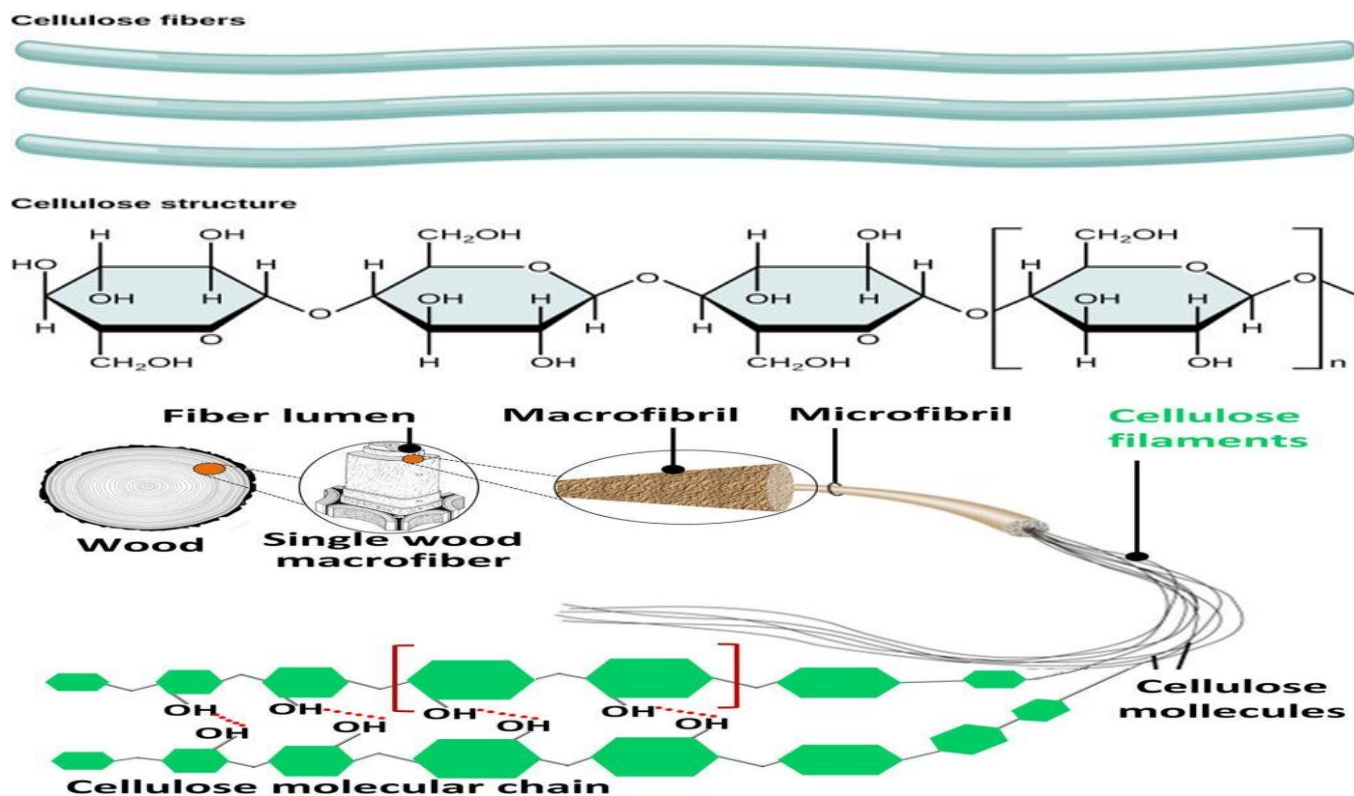 Cellulose fibers
Cellulose structure
H OH CH₂OH H OH CH₂OH
HO H H O H H O O
OH H OH H O OH H OH H
H O O H H O H
CH₂OH H OH CH₂OH H OH n
Fiber lumen Macrofibril Microfibril Cellulose
filaments
Wood Single wood
macrofiber
OH OH OH OH
OH OH OH OH
Cellulose
mollecules
Cellulose molecular chain